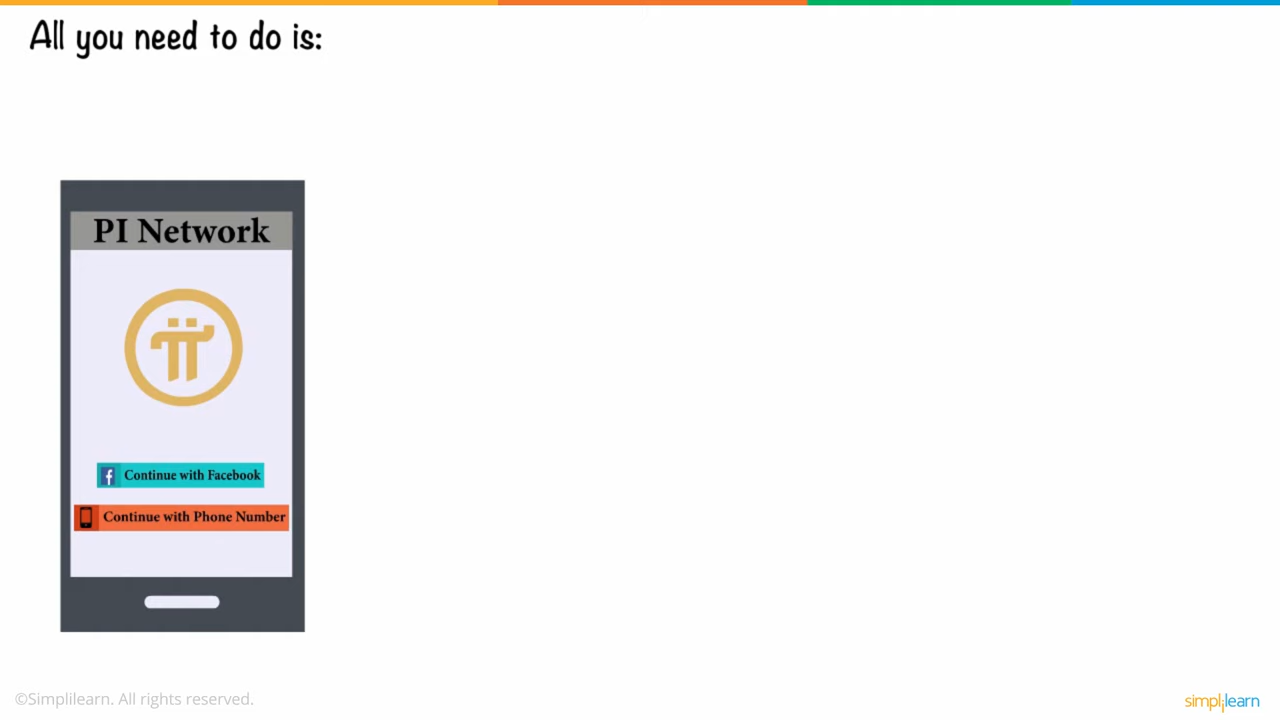 All you need to do is:
PI Network
Continue with Facebook
Continue with Phone Number
©Simplilearn. All rights reserved.
simplilearn